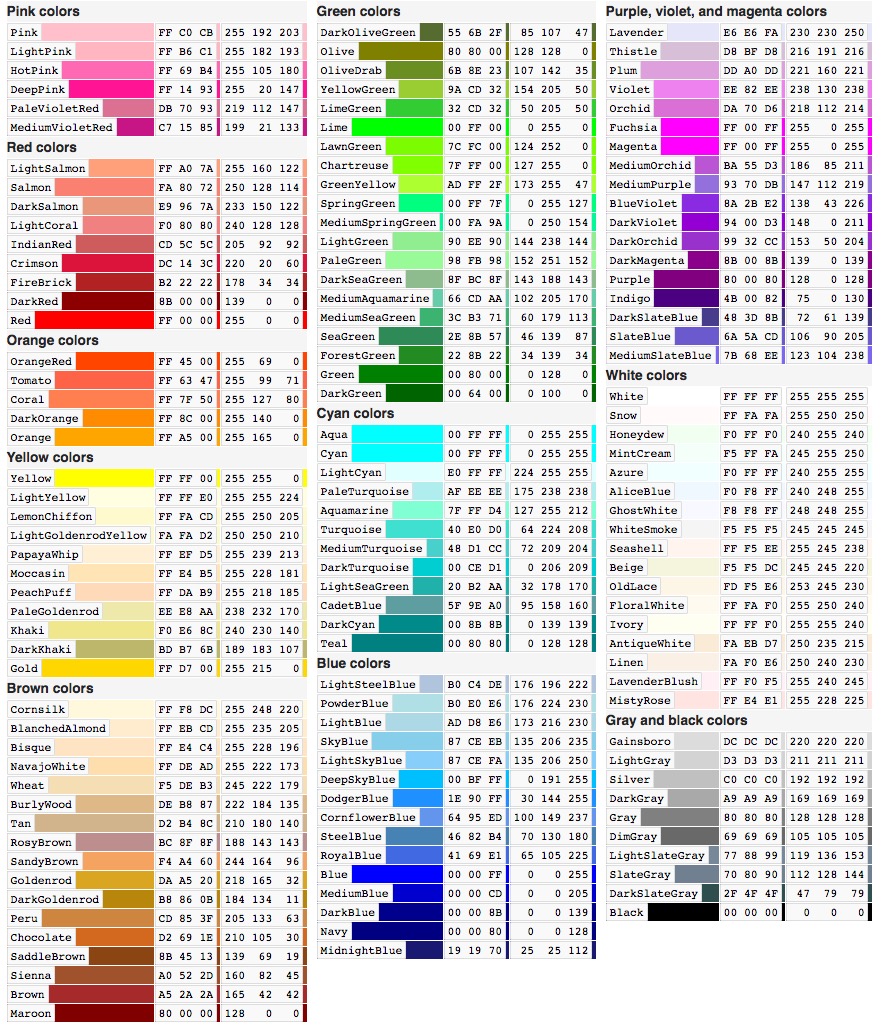 Pink colors
Pink FF C0 CB 255 192 203
LightPink FF B6 C1 255 182 193
HotPink FF 69 B4 255 105 180
DeepPink FF 14 93 255 20 147
PaleVioletRed DB 70 93 219 112 147
MediumVioletRed C7 15 85 199 21 133
Red colors
LightSalmon FF A0 7A 255 160 122
Salmon FA 80 72 250 128 114
DarkSalmon E9 96 7A 233 150 122
LightCoral F0 80 80 240 128 128
IndianRed CD 5C 5C 205 92 92
Crimson DC 14 3C 220 20 60
FireBrick B2 22 22 178 34 34
DarkRed 8B 00 00 139 0 0
Red FF 00 00 255 0 0
Orange colors
OrangeRed FF 45 00 255 69 0
Tomato FF 63 47 255 99 71
Coral FF 7F 50 255 127 80
DarkOrange FF 8C 00 255 140 0
Orange FF A5 00 255 165 0
Yellow colors
Yellow FF FF 00 255 255 0
LightYellow FF FF E0 255 255 224
LemonChiffon FF FA CD 255 250 205
LightGoldenrodYellow FA FA D2 250 250 210
PapayaWhip FF EF D5 255 239 213
Moccasin FF E4 B5 255 228 181
PeachPuff FF DA B9 255 218 185
PaleGoldenrod EE E8 AA 238 232 170
Khaki F0 E6 8C 240 230 140
DarkKhaki BD B7 6B 189 183 107
Gold FF D7 00 255 215 0
Brown colors
Cornsilk FF F8 DC 255 248 220
BlanchedAlmond FF EB CD 255 235 205
Bisque FF E4 C4 255 228 196
NavajoWhite FF DE AD 255 222 173
Wheat F5 DE B3 245 222 179
BurlyWood DE B8 87 222 184 135
Tan D2 B4 8C 210 180 140
RosyBrown BC 8F 8F 188 143 143
SandyBrown F4 A4 60 244 164 96
Goldenrod DA A5 20 218 165 32
DarkGoldenrod B8 86 0B 184 134 11
Peru CD 85 3F 205 133 63
Chocolate D2 69 1E 210 105 30
SaddleBrown 8B 45 13 139 69 19
Sienna A0 52 2D 160 82 45
Brown A5 2A 2A 165 42 42
Maroon 80 00 00 128 0 0
Green colors
DarkOliveGreen 55 6B 2F 85 107 47
Olive 80 80 00 128 128 0
OliveDrab 6B 8E 23 107 142 35
YellowGreen 9A CD 32 154 205 50
LimeGreen 32 CD 32 50 205 50
Lime 00 FF 00 0 255 0
LawnGreen 7C FC 00 124 252 0
Chartreuse 7F FF 00 127 255 0
GreenYellow AD FF 2F 173 255 47
SpringGreen 00 FF 7F 0 255 127
MediumSpringGreen 00 FA 9A 0 250 154
LightGreen 90 EE 90 144 238 144
PaleGreen 98 FB 98 152 251 152
DarkSeaGreen 8F BC 8F 143 188 143
MediumAquamarine 66 CD AA 102 205 170
MediumSeaGreen 3C B3 71 60 179 113
SeaGreen 2E 8B 57 46 139 87
ForestGreen 22 8B 22 34 139 34
Green 00 80 00 0 128 0
DarkGreen 00 64 00 0 100 0
Cyan colors
Aqua 00 FF FF 0 255 255
Cyan 00 FF FF 0 255 255
LightCyan E0 FF FF 224 255 255
PaleTurquoise AF EE EE 175 238 238
Aquamarine 7F FF D4 127 255 212
Turquoise 40 E0 D0 64 224 208
MediumTurquoise 48 D1 CC 72 209 204
DarkTurquoise 00 CE D1 0 206 209
LightSeaGreen 20 B2 AA 32 178 170
CadetBlue 5F 9E A0 95 158 160
DarkCyan 00 8B 8B 0 139 139
Teal 00 80 80 0 128 128
Blue colors
LightSteelBlue B0 C4 DE 176 196 222
PowderBlue B0 E0 E6 176 224 230
LightBlue AD D8 E6 173 216 230
SkyBlue 87 CE EB 135 206 235
LightSkyBlue 87 CE FA 135 206 250
DeepSkyBlue 00 BF FF 0 191 255
DodgerBlue 1E 90 FF 30 144 255
CornflowerBlue 64 95 ED 100 149 237
SteelBlue 46 82 B4 70 130 180
RoyalBlue 41 69 E1 65 105 225
Blue 00 00 FF 0 0 255
MediumBlue 00 00 CD 0 0 205
DarkBlue 00 00 8B 0 0 139
Navy 00 00 80 0 0 128
MidnightBlue 19 19 70 25 25 112
Purple, violet, and magenta colors
Lavender E6 E6 FA 230 230 250
Thistle D8 BF D8 216 191 216
Plum DD A0 DD 221 160 221
Violet EE 82 EE 238 130 238
Orchid DA 70 D6 218 112 214
Fuchsia FF 00 FF 255 0 255
Magenta FF 00 FF 255 0 255
MediumOrchid BA 55 D3 186 85 211
MediumPurple 93 70 DB 147 112 219
BlueViolet 8A 2B E2 138 43 226
DarkViolet 94 00 D3 148 0 211
DarkOrchid 99 32 CC 153 50 204
DarkMagenta 8B 00 8B 139 0 139
Purple 80 00 80 128 0 128
Indigo 4B 00 82 75 0 130
DarkSlateBlue 48 3D 8B 72 61 139
SlateBlue 6A 5A CD 106 90 205
MediumSlateBlue 7B 68 EE 123 104 238
White colors
White FF FF FF 255 255 255
Snow FF FA FA 255 250 250
Honeydew F0 FF F0 240 255 240
MintCream F5 FF FA 245 255 250
Azure F0 FF FF 240 255 255
AliceBlue F0 F8 FF 240 248 255
GhostWhite F8 F8 FF 248 248 255
WhiteSmoke F5 F5 F5 245 245 245
Seashell FF F5 EE 255 245 238
Beige F5 F5 DC 245 245 220
OldLace FD F5 E6 253 245 230
FloralWhite FF FA F0 255 250 240
Ivory FF FF F0 255 255 240
AntiqueWhite FA EB D7 250 235 215
Linen FA F0 E6 250 240 230
LavenderBlush FF F0 F5 255 240 245
MistyRose FF E4 E1 255 228 225
Gray and black colors
Gainsboro DC DC DC 220 220 220
LightGray D3 D3 D3 211 211 211
Silver C0 C0 C0 192 192 192
DarkGray A9 A9 A9 169 169 169
Gray 80 80 80 128 128 128
DimGray 69 69 69 105 105 105
LightSlateGray 77 88 99 119 136 153
SlateGray 70 80 90 112 128 144
DarkSlateGray 2F 4F 4F 47 79 79
Black 00 00 00 0 0 0